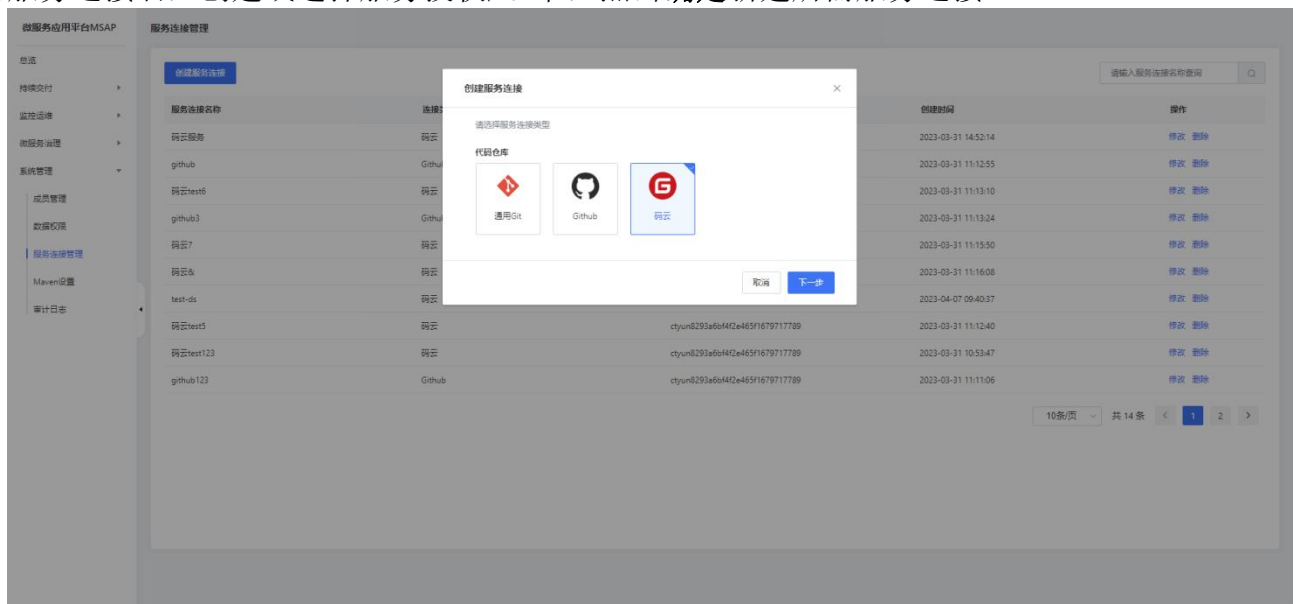 微服务应用平台MSAP
服务连接管理
总览
持续交付
监控运维
微服务治理
系统管理
成员管理
数据权限
服务连接管理
Maven设置
审计日志
创建服务连接
请输入服务连接名称查询
服务连接名称 创建时间 操作
码云服务 码云 2023-03-31 14:52:14 修改 删除
github 2023-03-31 11:12:55 修改 删除
码云test6 码云 2023-03-31 11:13:10 修改 删除
github3 2023-03-31 11:13:24 修改 删除
码云7 码云 2023-03-31 11:15:50 修改 删除
码云& 码云 2023-03-31 11:16:08 修改 删除
test-ds 码云 2023-04-07 09:40:37 修改 删除
码云test5 码云 ctyun8293a6bf4f2e465f1679717789 2023-03-31 11:12:40 修改 删除
码云test123 码云 ctyun8293a6bf4f2e465f1679717789 2023-03-31 10:53:47 修改 删除
github123 Github ctyun8293a6bf4f2e465f1679717789 2023-03-31 11:11:06 修改 删除
10条/页 共 14 条 1 2
创建服务连接
请选择服务连接类型
代码仓库
通用Git Github 码云
取消 下一步